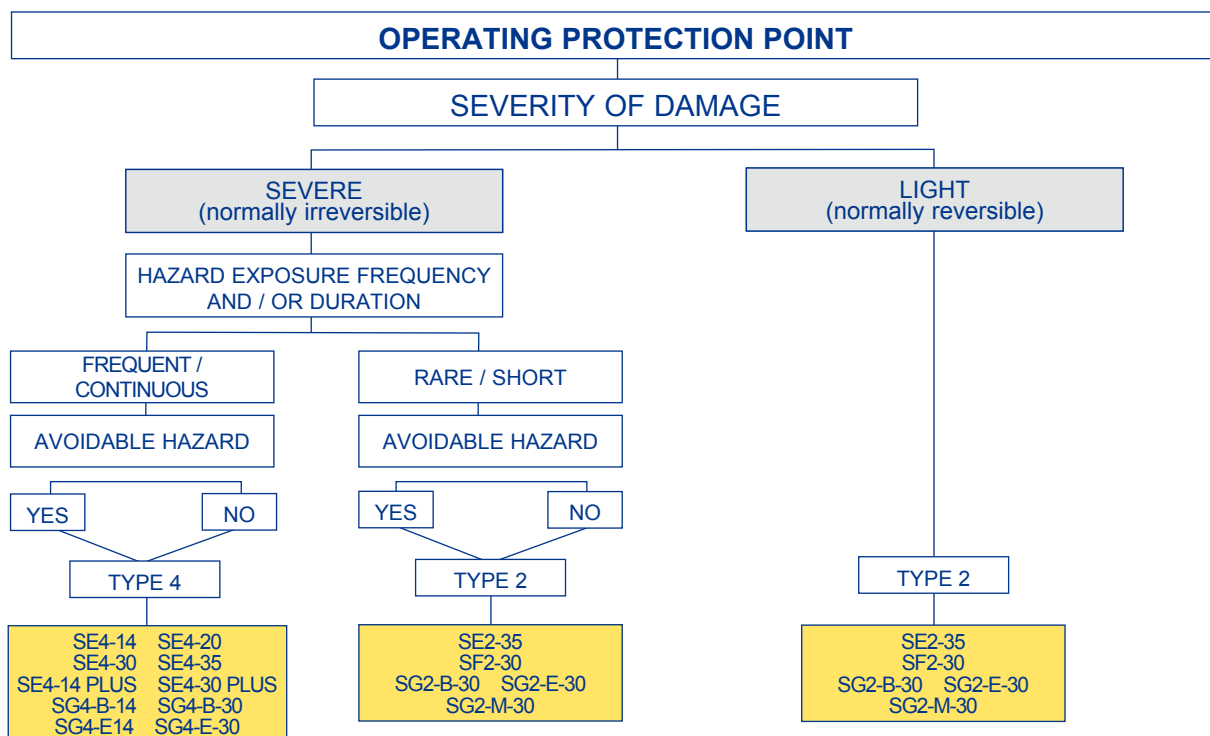 OPERATING PROTECTION POINT
SEVERITY OF DAMAGE
SEVERE
(normally irreversible)
LIGHT
(normally reversible)
HAZARD EXPOSURE FREQUENCY
AND / OR DURATION
FREQUENT /
CONTINUOUS
RARE / SHORT
AVOIDABLE HAZARD
AVOIDABLE HAZARD
YES
NO
YES
NO
TYPE 4
TYPE 2
TYPE 2
SE4-14 SE4-20
SE4-30 SE4-35
SE4-14 PLUS SE4-30 PLUS
SG4-B-14 SG4-B-30
SG4-E14 SG4-E-30
SE2-35
SF2-30
SG2-B-30 SG2-E-30
SG2-M-30
SE2-35
SF2-30
SG2-B-30 SG2-E-30
SG2-M-30